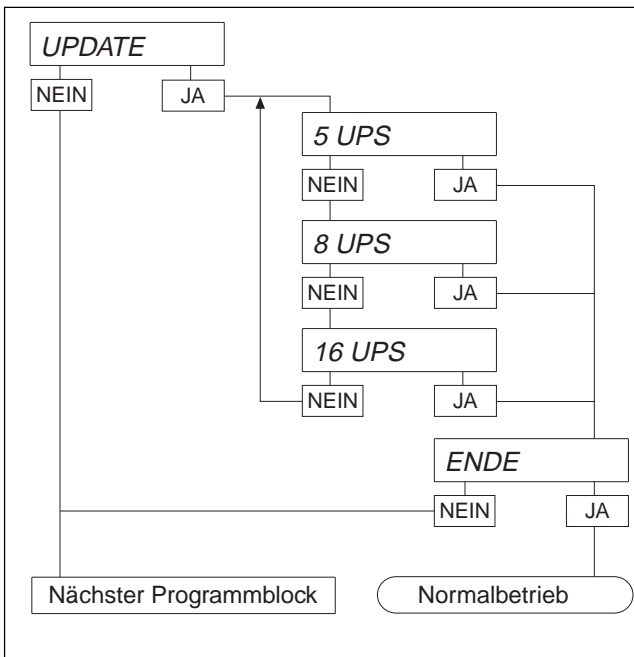 UPDATE
NEIN JA
5 UPS
NEIN JA
8 UPS
NEIN JA
16 UPS
NEIN JA
ENDE
NEIN JA
Nächster Programmblock Normalbetrieb